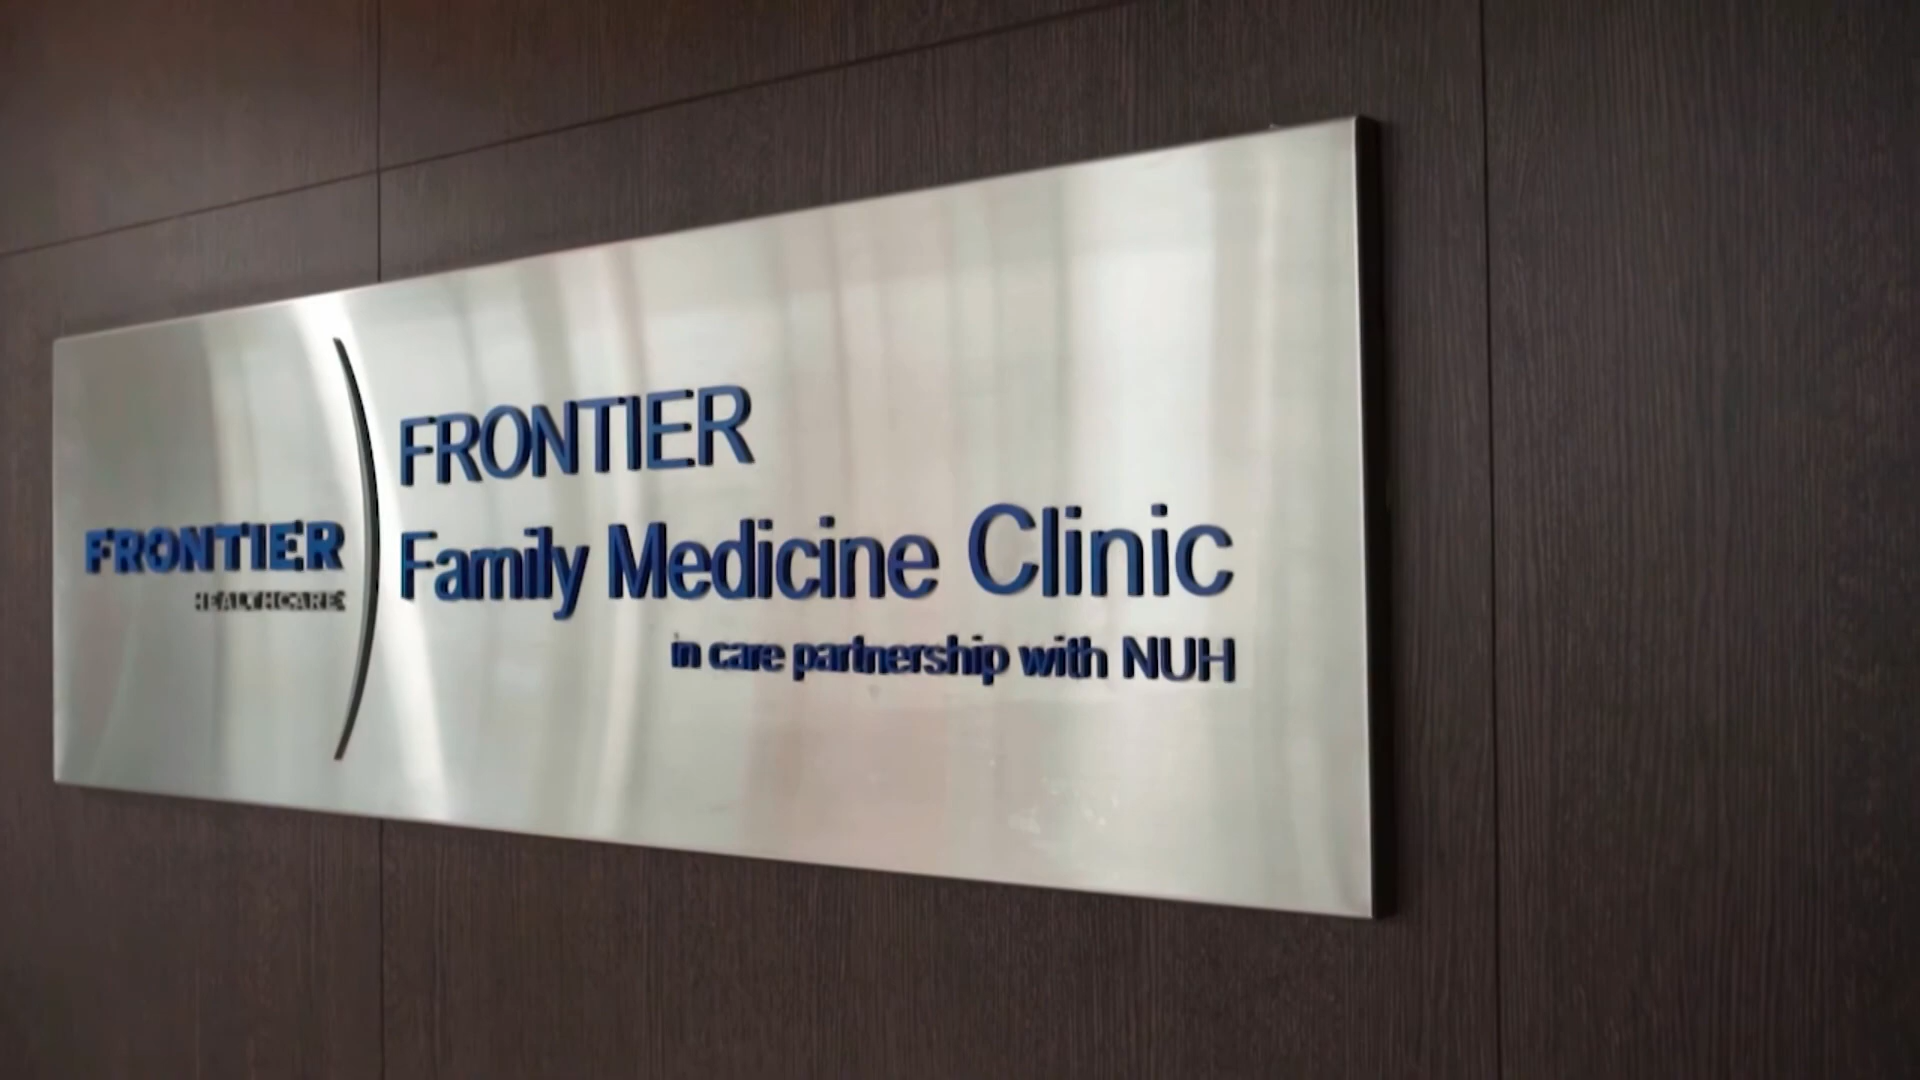 FRONTIER
HEALTHCARE
FRONTIER
Family Medicine Clinic
in care partnership with NUH